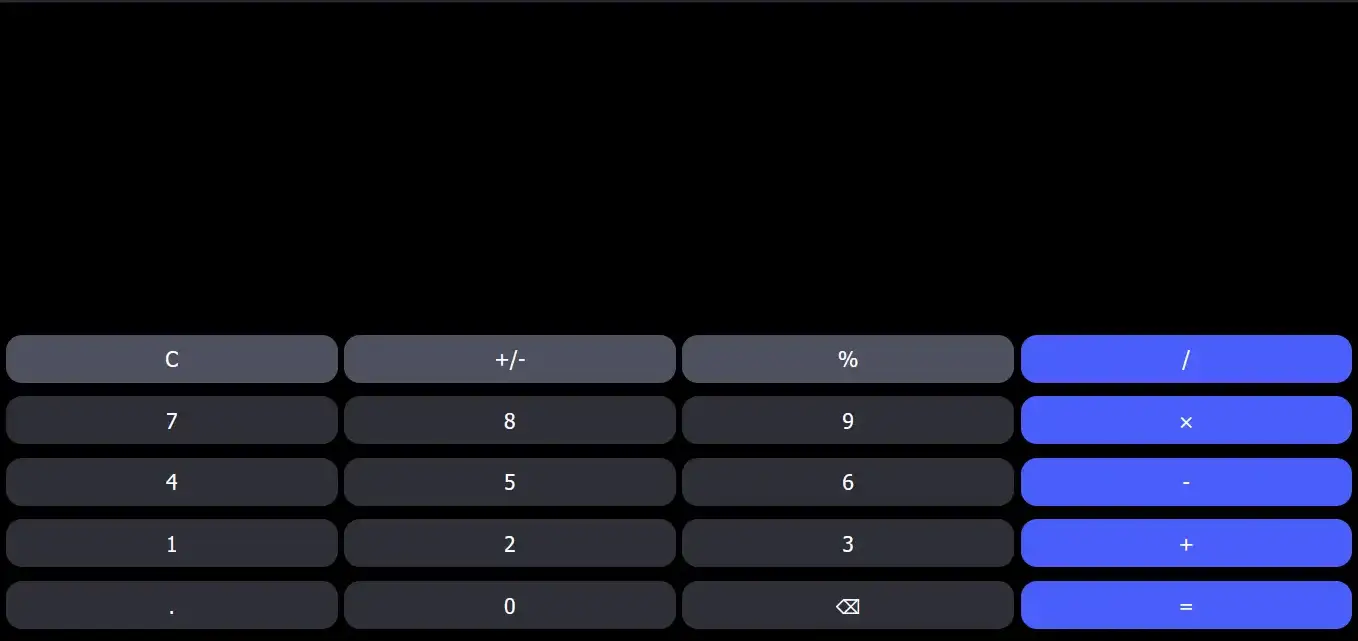 C +/- % /
7 8 9 ×
4 5 6 -
1 2 3 +
. 0 ⌫ =